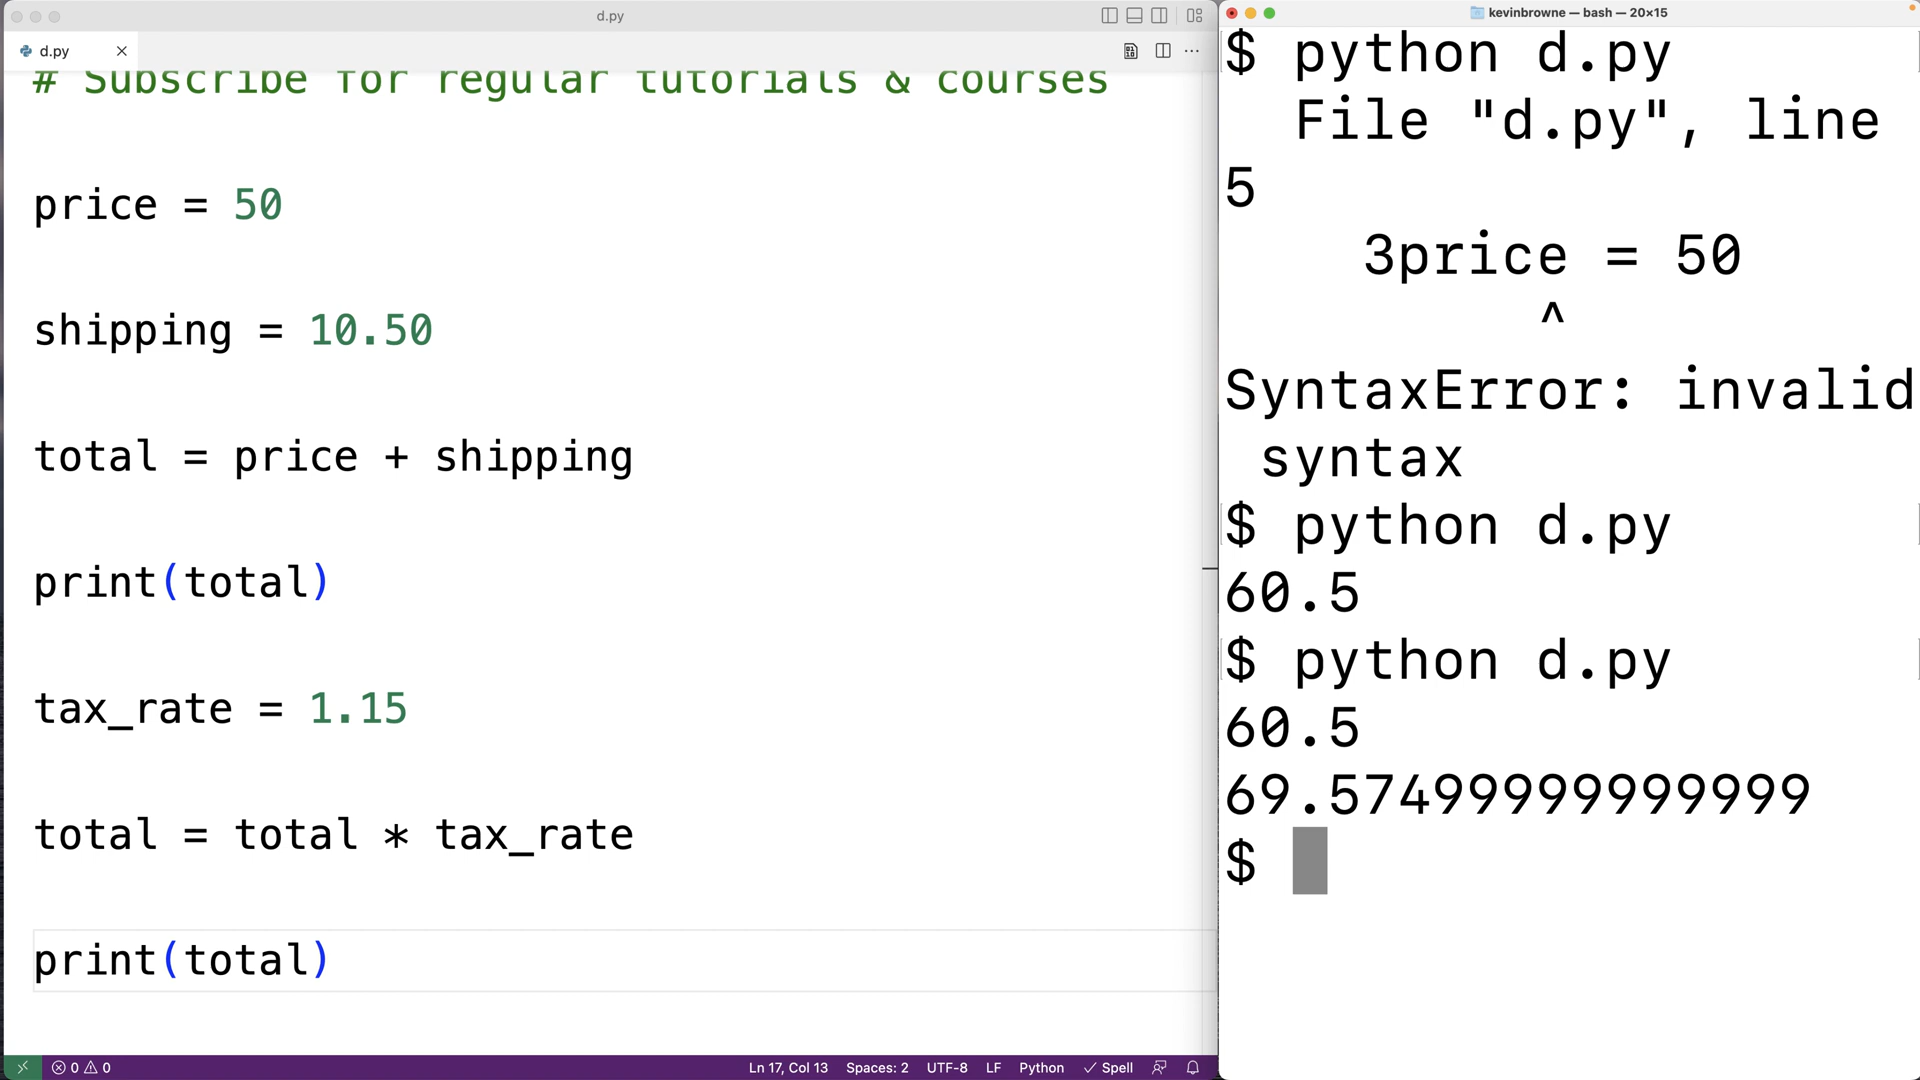 d.py
d.py
# Subscribe for regular tutorials & courses
price = 50
shipping = 10.50
total = price + shipping
print(total)
tax_rate = 1.15
total = total * tax_rate
print(total)
0 0
Ln 17, Col 13
Spaces: 2
UTF-8
LF
Python
Spell
kevinbrowne — bash — 20×15
$ python d.py
File "d.py", line
5
3price = 50
^
SyntaxError: invalid
syntax
$ python d.py
60.5
$ python d.py
60.5
69.57499999999999
$